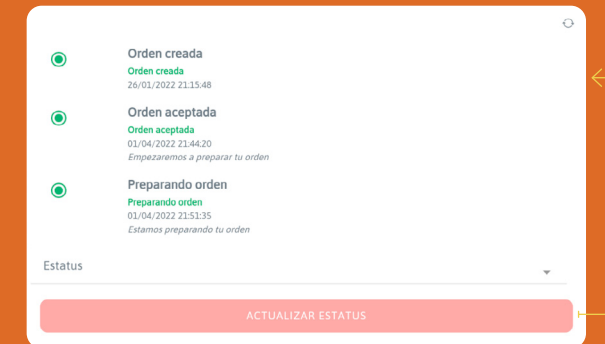 Orden creada
Orden creada
26/01/2022 21:15:48
Orden aceptada
Orden aceptada
01/04/2022 21:44:20
Empezaremos a preparar tu orden
Preparando orden
Preparando orden
01/04/2022 21:51:35
Estamos preparando tu orden
Estatus
ACTUALIZAR ESTATUS